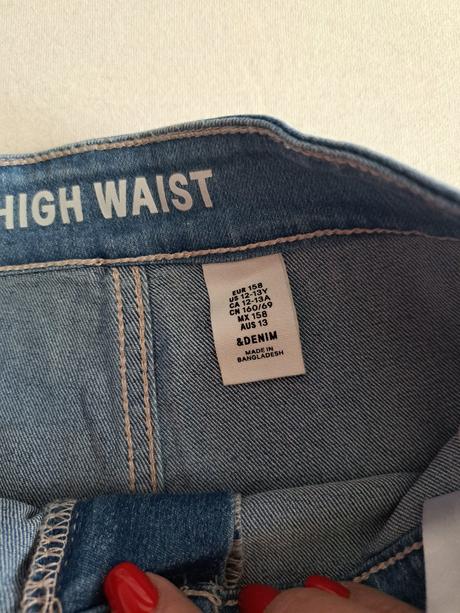 HIGH WAIST
EUR 158
US 12-13Y
CA 12-13A
CN 160/69
MX 158
AUS 13
&DENIM
MADE IN
BANGLADESH